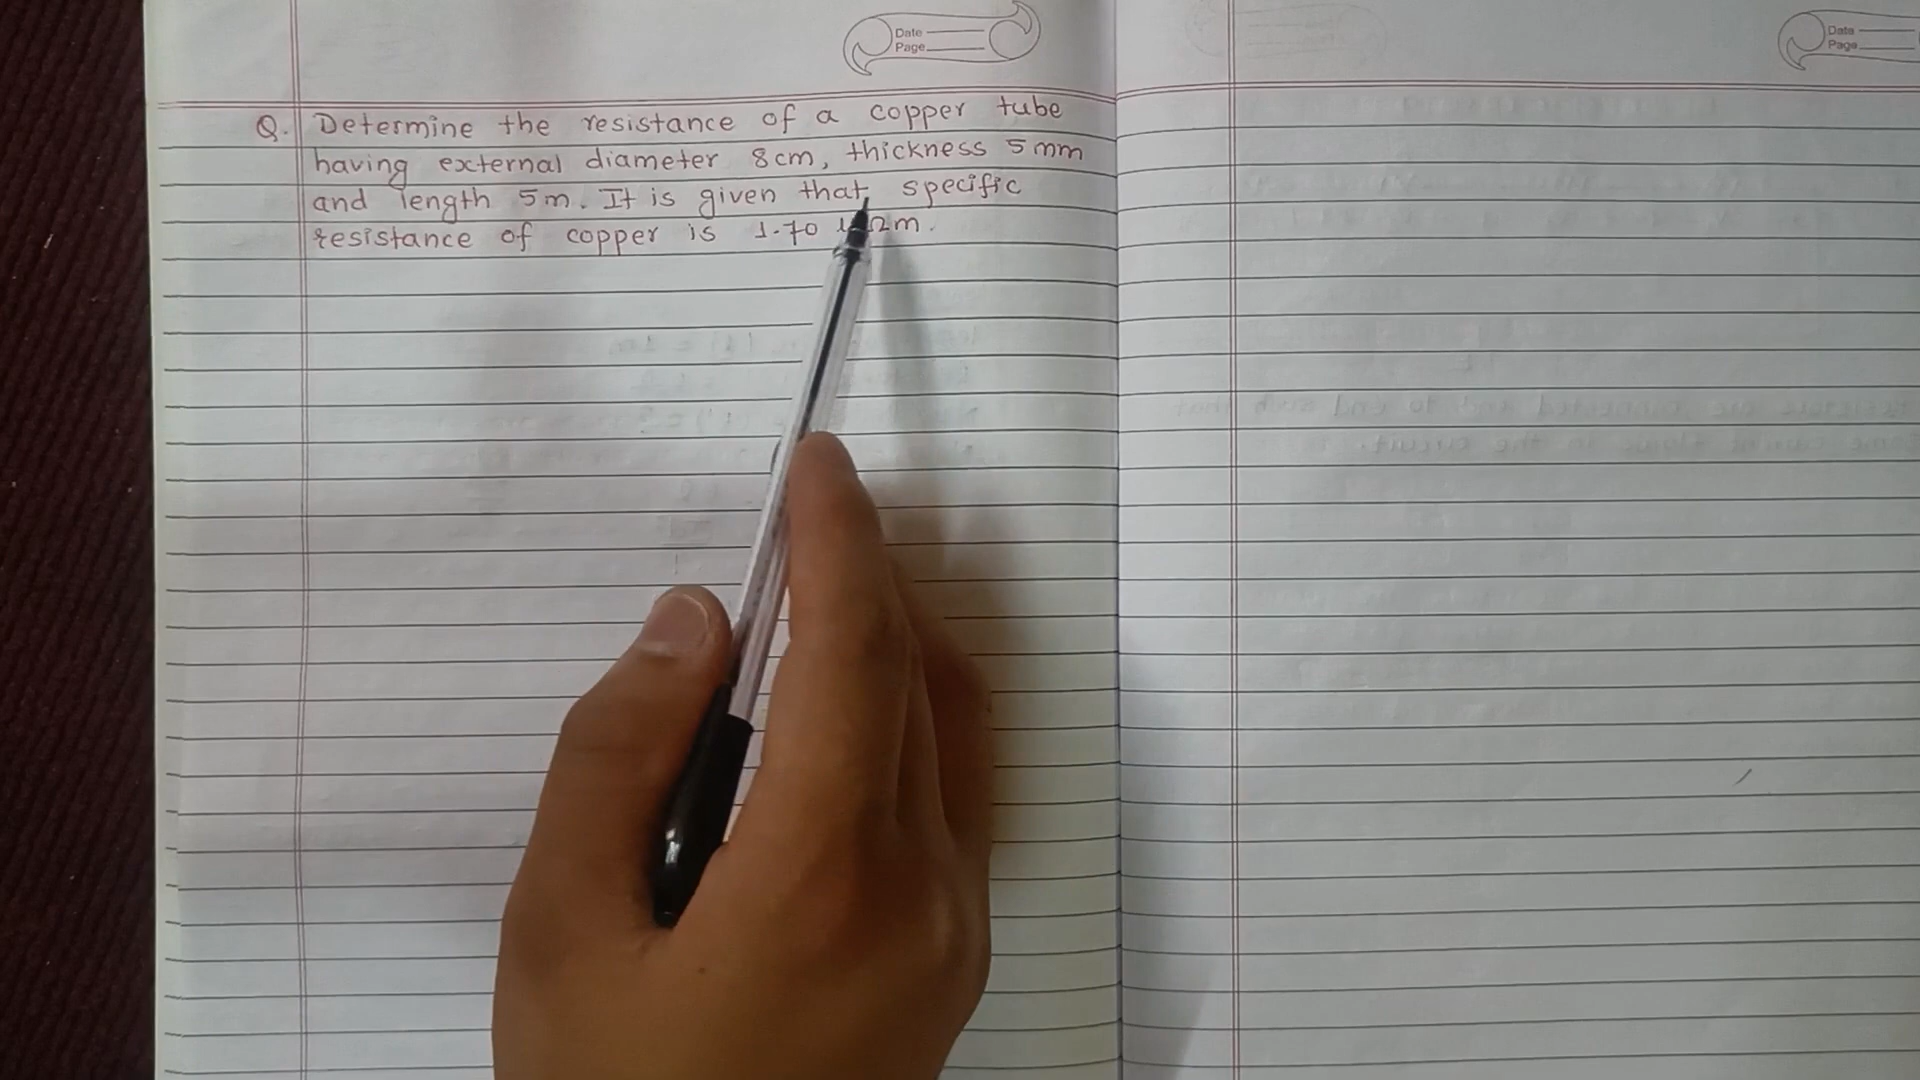 Date
Page
Date
Page
Q. Determine the resistance of a copper tube
having external diameter 8cm, thickness 5mm
and length 5m. It is given that specific
resistance of copper is 1.70 Ωm.